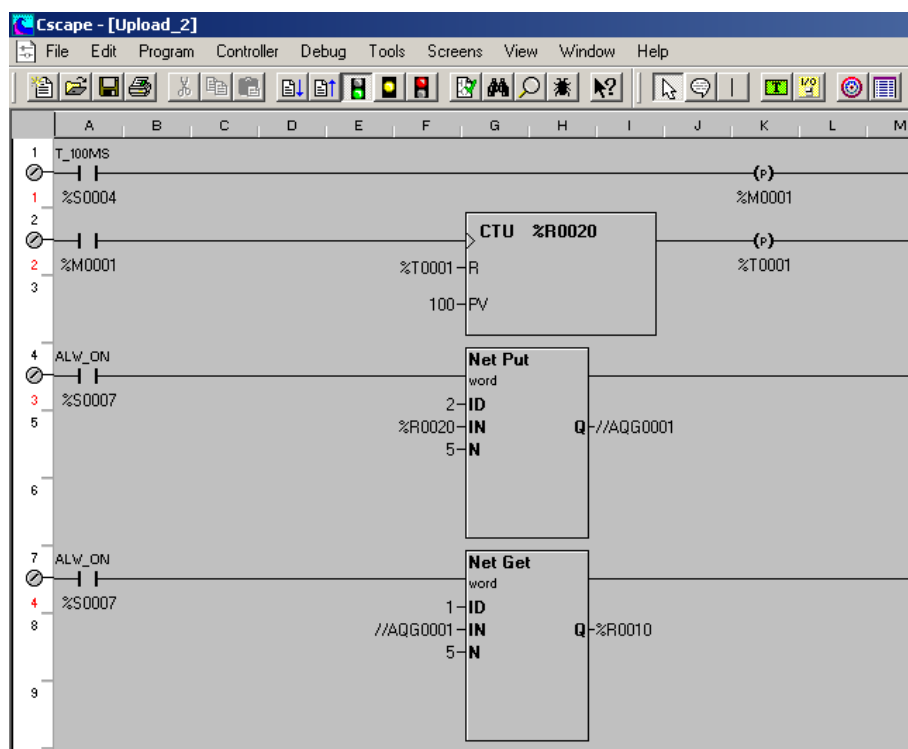 Cscape - [Upload_2]
File Edit Program Controller Debug Tools Screens View Window Help
T I/O
A B C D E F G H I J K L M
1 T_100MS
(P)
1 %S0004 %M0001
2
CTU %R0020
(P)
2 %M0001 %T0001 R %T0001
3
100 PV
4 ALW_ON
Net Put
word
3 %S0007
2 ID
5 %R0020 IN Q //AQG0001
5 N
6
7 ALW_ON
Net Get
word
4 %S0007
1 ID
8 //AQG0001 IN Q %R0010
5 N
9